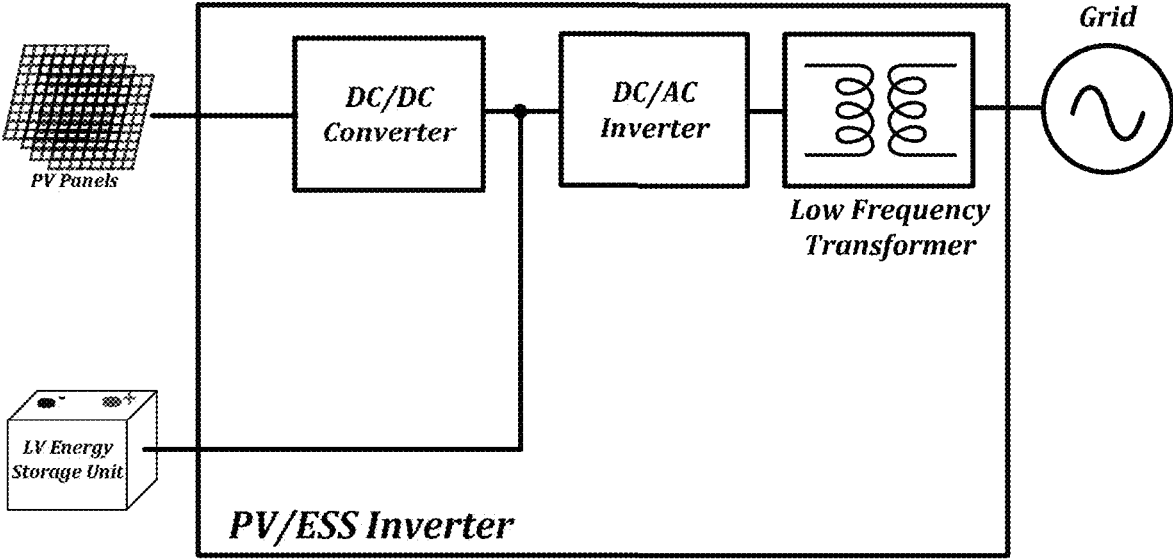 Grid
DC/DC
Converter
DC/AC
Inverter
PV Panels
Low Frequency
Transformer
- +
LV Energy
Storage Unit
PV/ESS Inverter